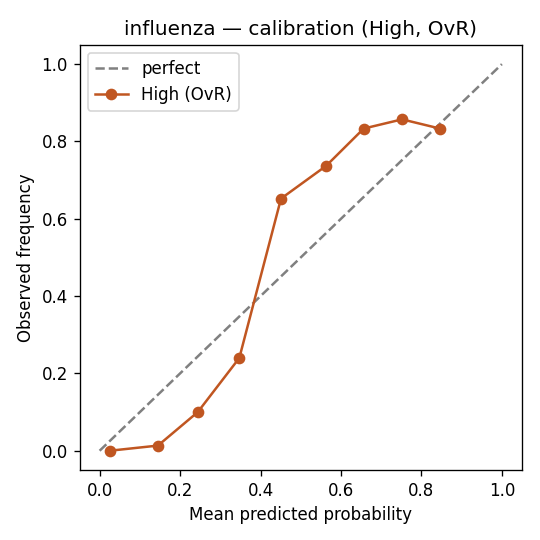 influenza — calibration (High, OvR)
perfect
High (OvR)
Observed frequency
1.0
0.8
0.6
0.4
0.2
0.0
0.0 0.2 0.4 0.6 0.8 1.0
Mean predicted probability